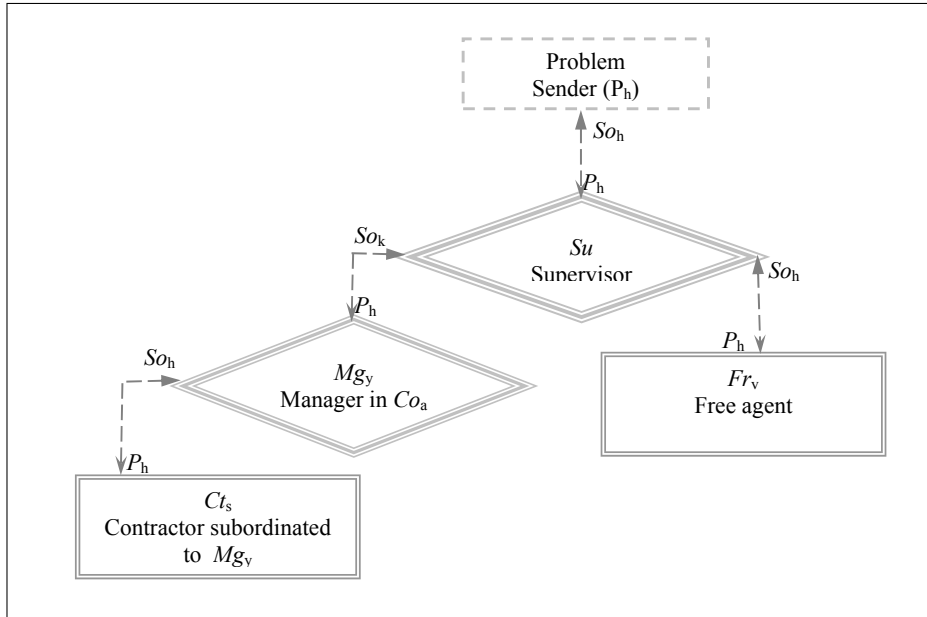 Problem
Sender (Ph)
Soh
Ph
Su
Supervisor
Sok
Soh
Ph
Ph
Mgy
Manager in Coa
Soh
Frv
Free agent
Ph
Cts
Contractor subordinated
to Mgy